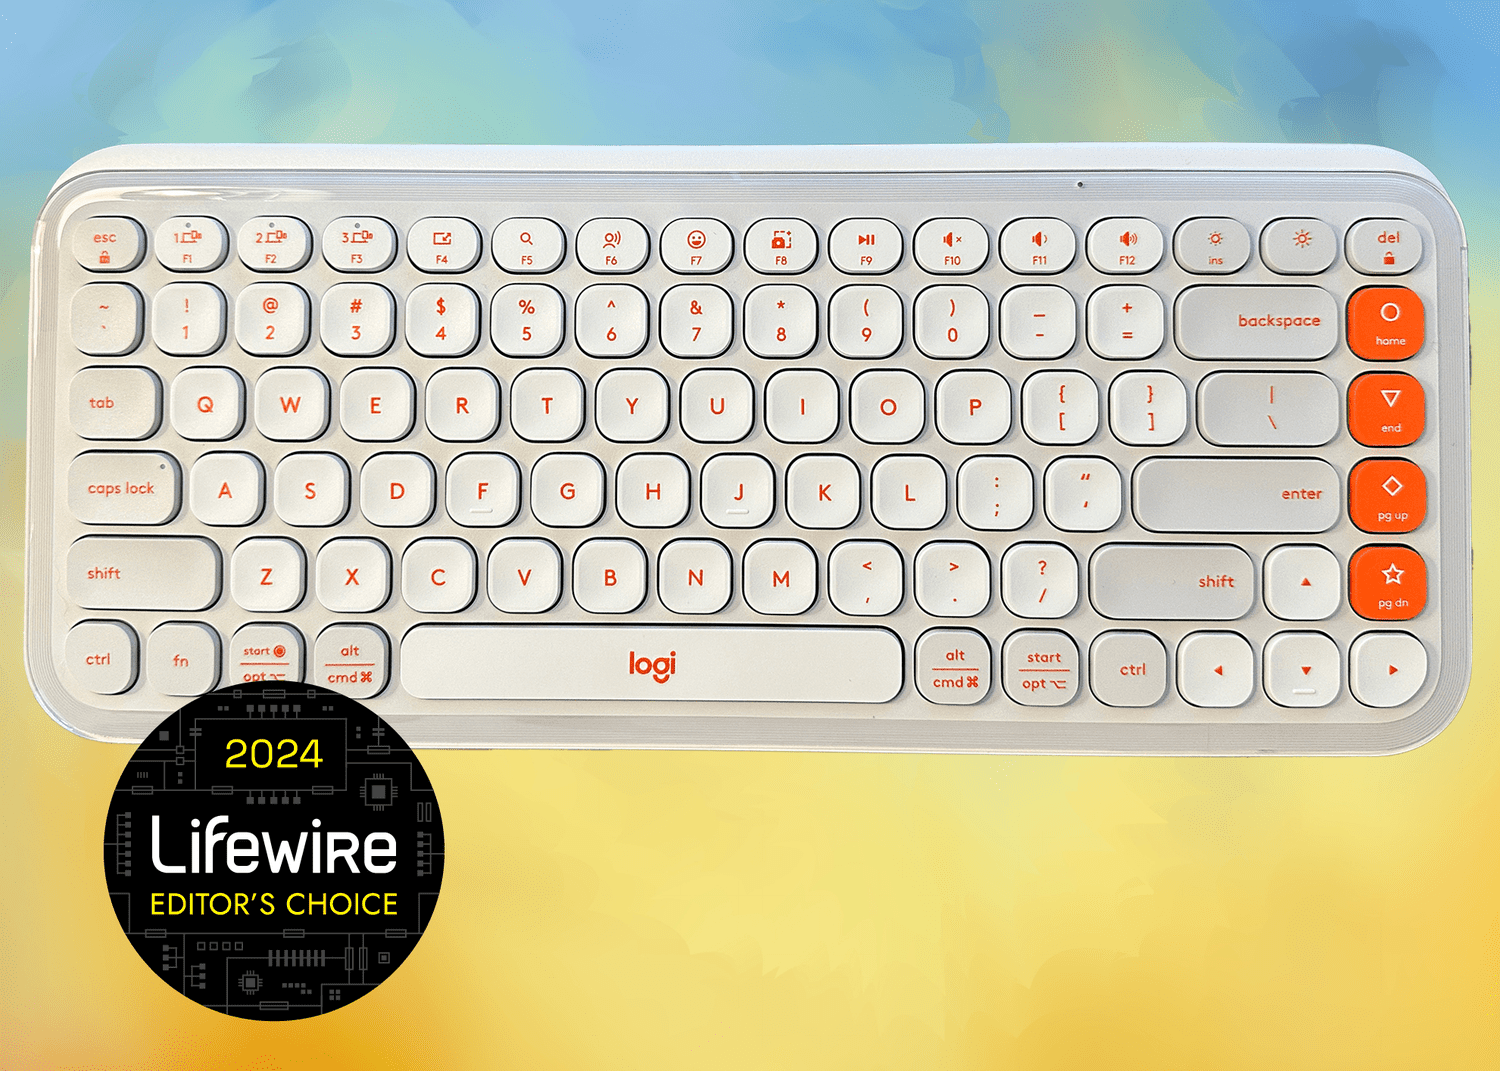 esc 1 2 3 del
F1 F2 F3 F4 F5 F6 F7 F8 F9 F10 F11 F12 ins
~ ! @ # $ % ^ & * ( ) _ + backspace
` 1 2 3 4 5 6 7 8 9 0 - = home
tab Q W E R T Y U I O P { } |
[ ] \ end
caps lock A S D F G H J K L : “ enter
; ‘ pg up
shift Z X C V B N M < > ? shift
, . / pg dn
ctrl fn start alt logi alt start ctrl
opt ⌥ cmd ⌘ cmd ⌘ opt ⌥
2024
Lifewire
EDITOR’S CHOICE